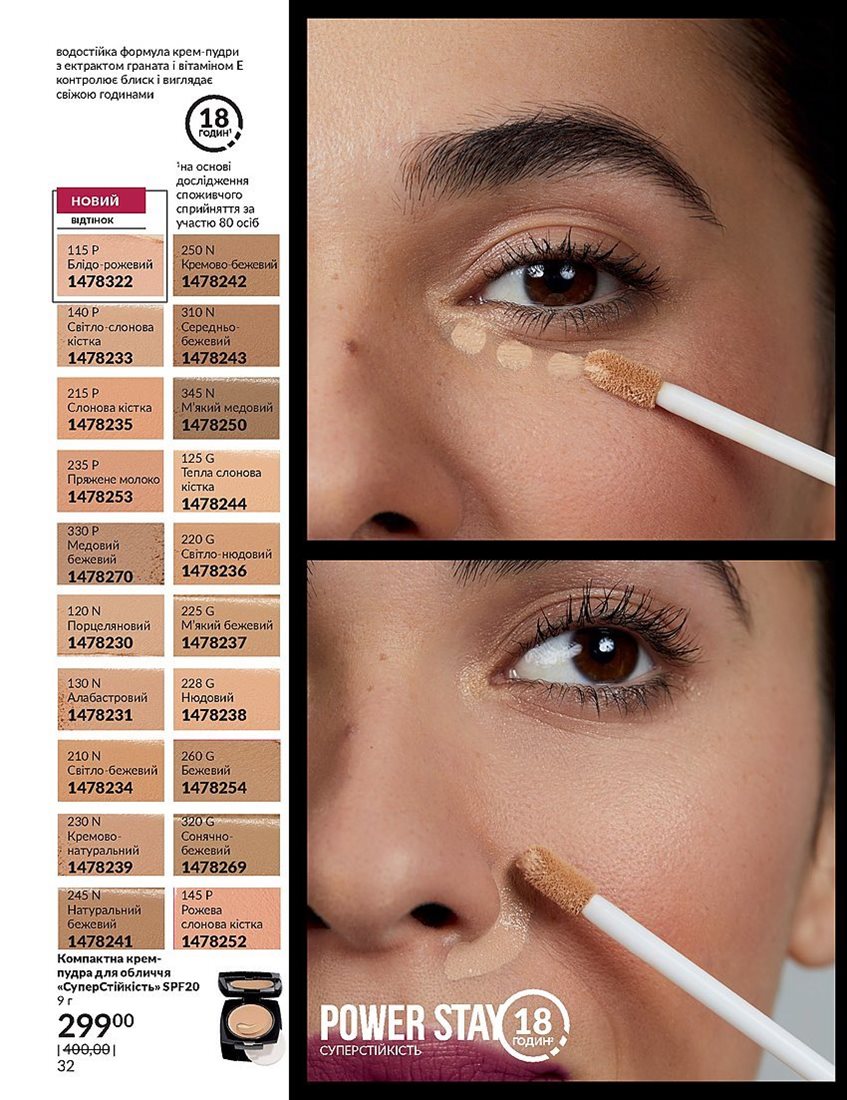 водостійка формула крем-пудри
з екстрактом граната і вітаміном Е
контролює блиск і виглядає
свіжою годинами
18
ГОДИН¹
¹на основі
дослідження
споживчого
сприйняття за
участю 80 осіб
НОВИЙ
ВІДТІНОК
115 P
Блідо-рожевий
1478322
250 N
Кремово-бежевий
1478242
140 P
Світло-слонова
кістка
1478233
310 N
Середньо-
бежевий
1478243
215 P
Слонова кістка
1478235
345 N
М'який медовий
1478250
235 P
Пряжене молоко
1478253
125 G
Тепла слонова
кістка
1478244
330 P
Медовий
бежевий
1478270
220 G
Світло-нюдовий
1478236
120 N
Порцеляновий
1478230
225 G
М'який бежевий
1478237
130 N
Алабастровий
1478231
228 G
Нюдовий
1478238
210 N
Світло-бежевий
1478234
260 G
Бежевий
1478254
230 N
Кремово-
натуральний
1478239
320 G
Сонячно-
бежевий
1478269
245 N
Натуральний
бежевий
1478241
145 P
Рожева
слонова кістка
1478252
Компактна крем-
пудра для обличчя
«СуперСтійкість» SPF20
9 г
299⁰⁰
|400,00|
32
POWER STAY
СУПЕРСТІЙКІСТЬ
18
ГОДИН²